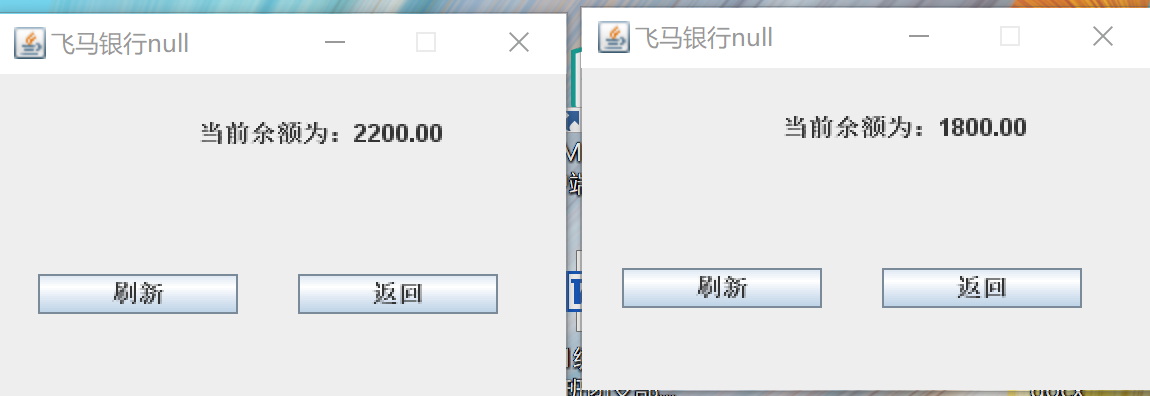 飞马银行null
当前余额为：2200.00
刷新
返回
飞马银行null
当前余额为：1800.00
刷新
返回
docx